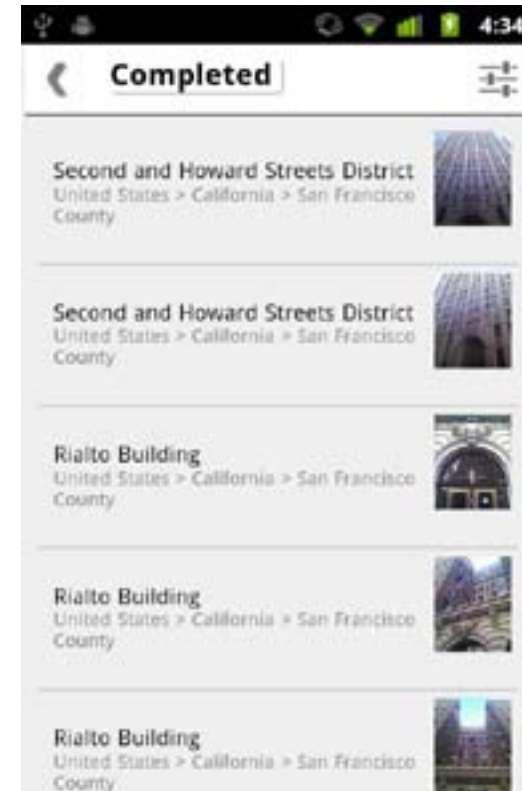 4:34
Completed
Second and Howard Streets District
United States > California > San Francisco
County
Second and Howard Streets District
United States > California > San Francisco
County
Rialto Building
United States > California > San Francisco
County
Rialto Building
United States > California > San Francisco
County
Rialto Building
United States > California > San Francisco
County